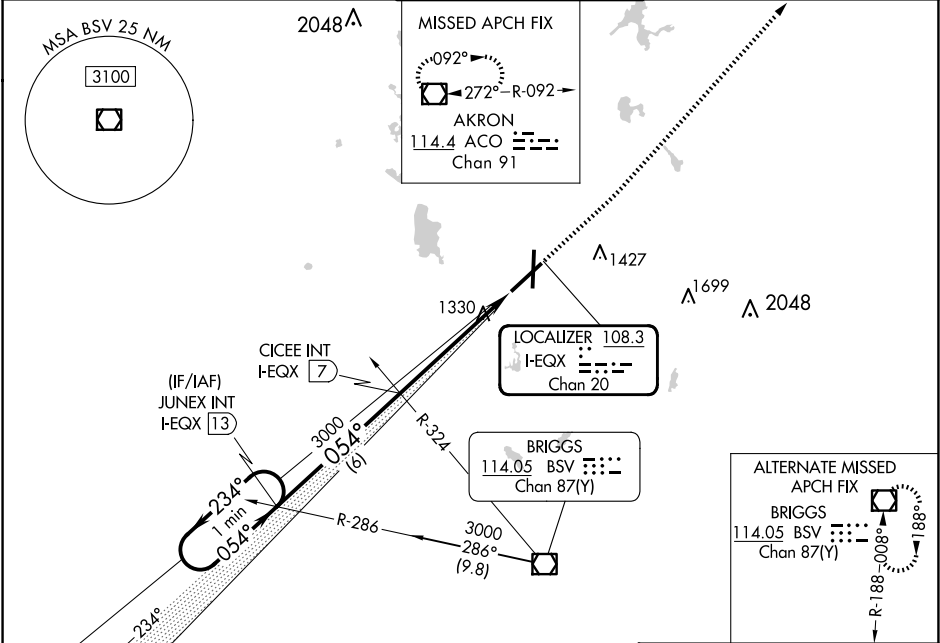 MSA BSV 25 NM
3100
2048
MISSED APCH FIX
092°
272° R-092
AKRON
114.4 ACO
Chan 91
1427
1699
2048
1330
LOCALIZER 108.3
I-EQX
Chan 20
CICEE INT
I-EQX 7
(IF/IAF)
JUNEX INT
I-EQX 13
3000
054°
(6)
R-324
BRIGGS
114.05 BSV
Chan 87(Y)
234°
1 min
054°
R-286
3000
286°
(9.8)
234°
ALTERNATE MISSED
APCH FIX
BRIGGS
114.05 BSV
Chan 87(Y)
188°
R-188 008°